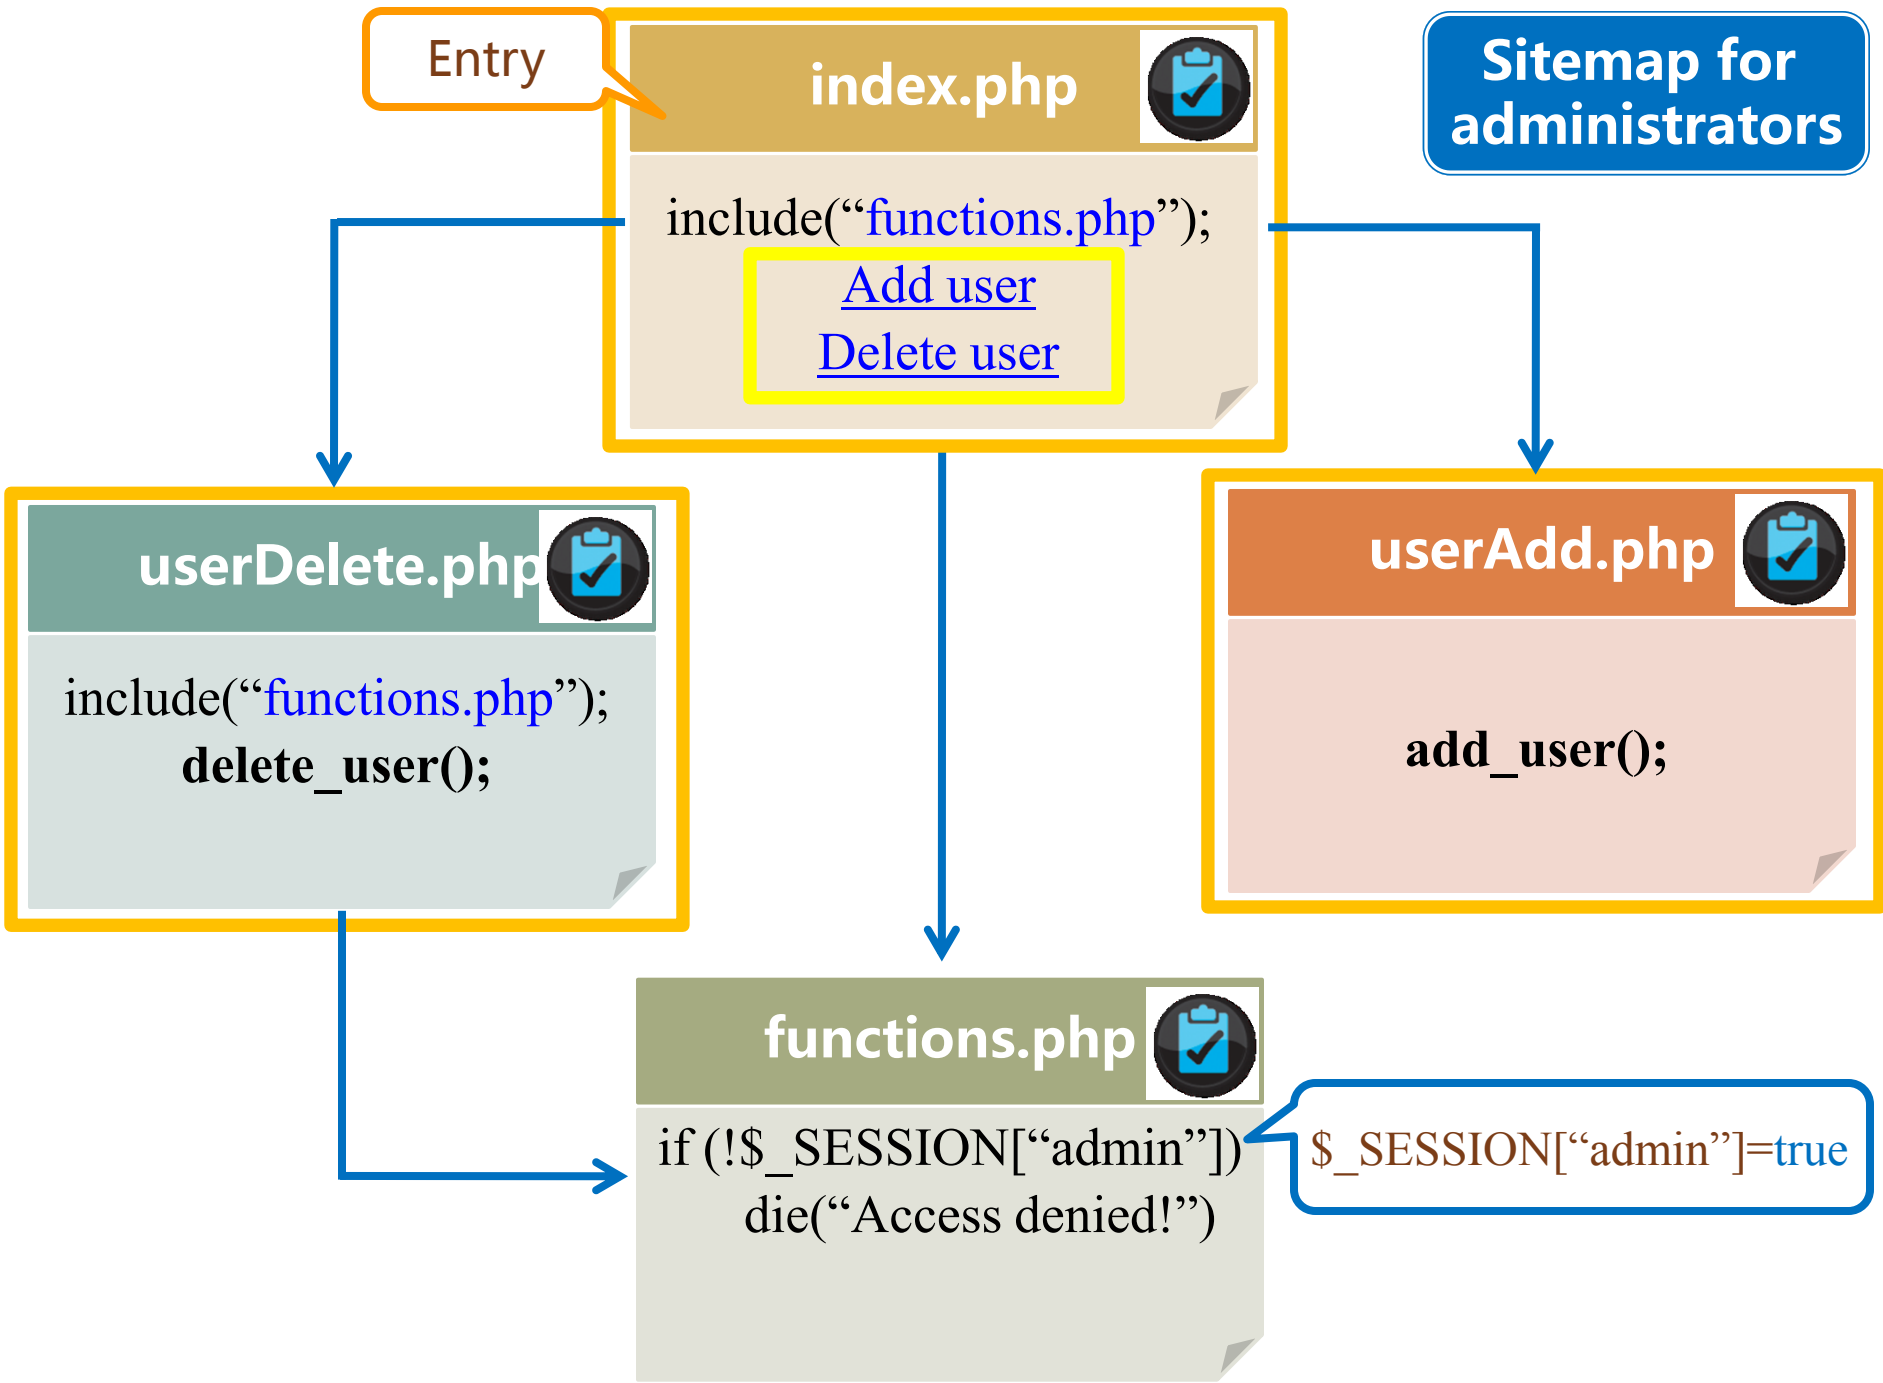 Entry
index.php
Sitemap for
administrators
include(“functions.php”);
Add user
Delete user
userDelete.php
include(“functions.php”);
delete_user();
userAdd.php
add_user();
functions.php
if (!$_SESSION[“admin”])
die(“Access denied!”)
$_SESSION[“admin”]=true